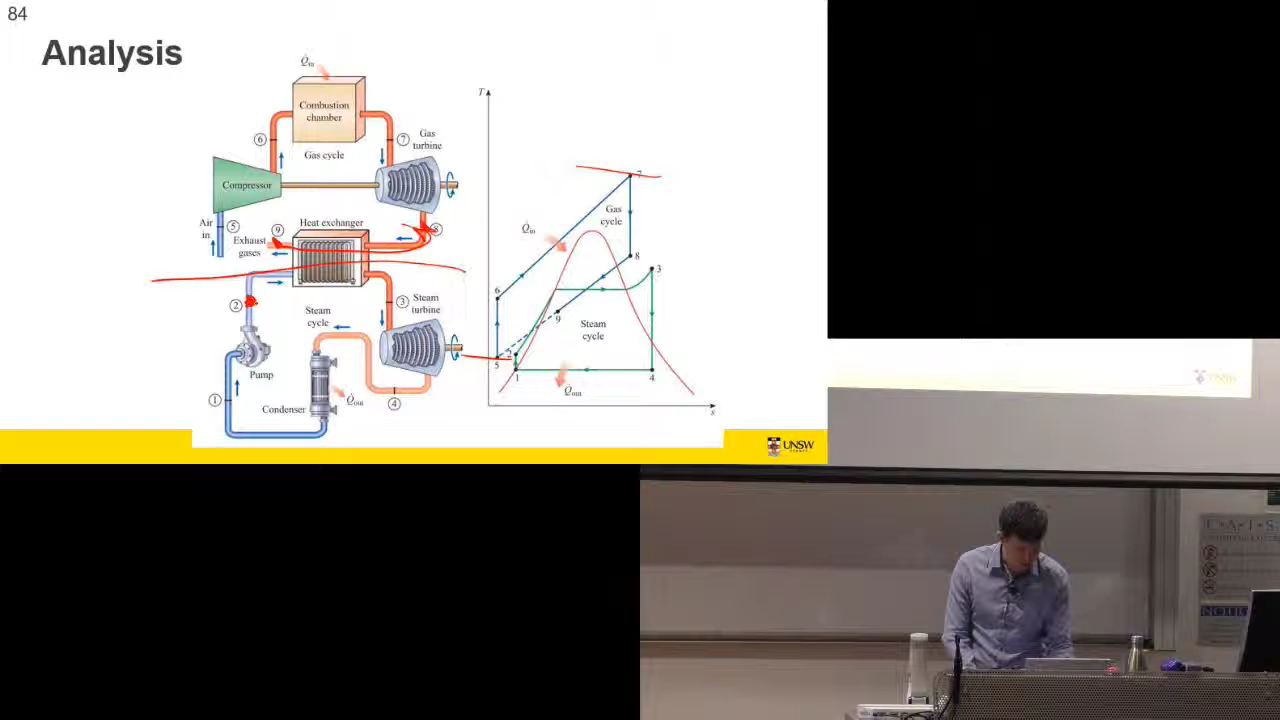 84
Analysis
Q̇in
Combustion
chamber
6
7
Gas
turbine
Gas cycle
Compressor
Air
in
5
9
Heat exchanger
8
Exhaust
gases
2
3
Steam
turbine
Steam
cycle
Pump
1
Condenser
Q̇out
4
T
7
Gas
cycle
Q̇in
8
3
6
9
Steam
cycle
2
5
1
4
Q̇out
s
UNSW
SYDNEY
UNSW